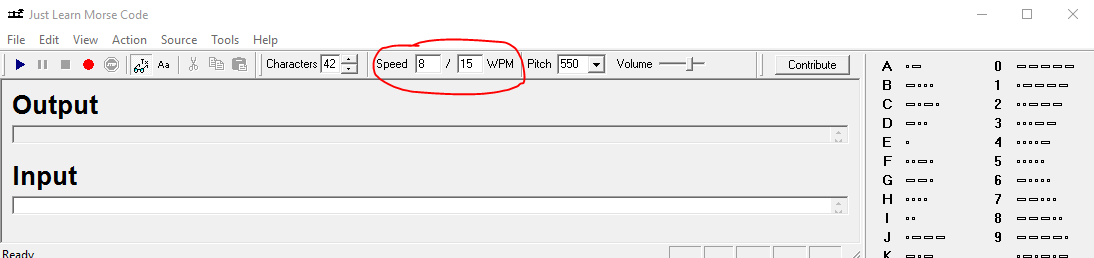 Just Learn Morse Code
File Edit View Action Source Tools Help
Aa Characters 42 Speed 8 / 15 WPM Pitch 550 Volume Contribute
Output
Input
Ready
A 0
B 1
C 2
D 3
E 4
F 5
G 6
H 7
I 8
J 9
K